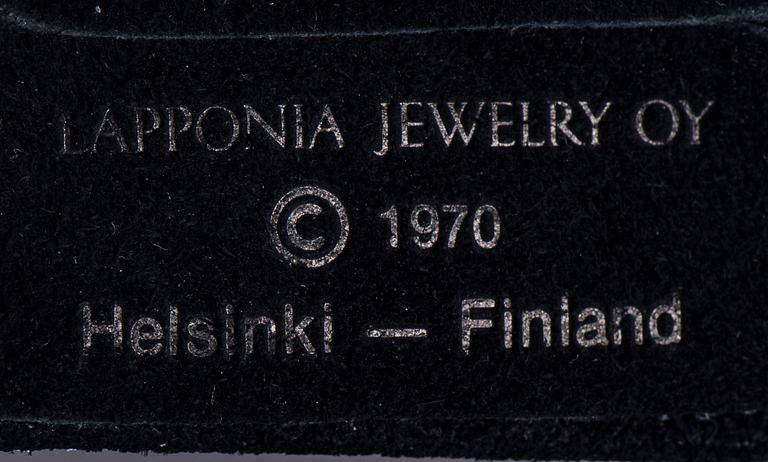 LAPPONIA JEWELRY OY
© 1970
Helsinki — Finland